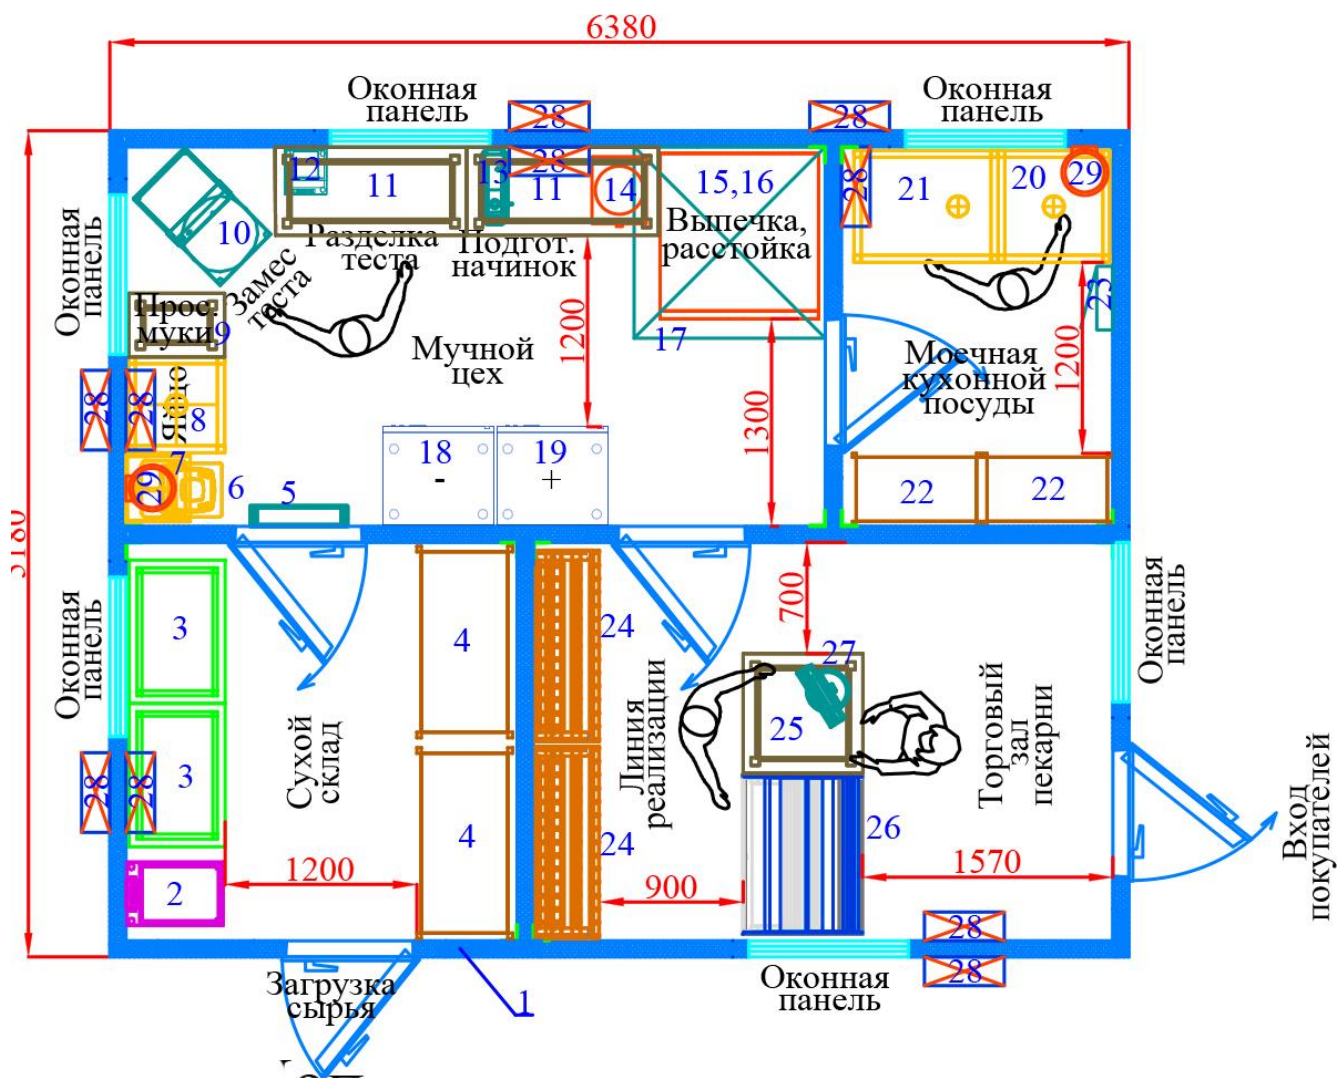 6380
Оконная
панель
Оконная
панель
28
28
12
11
13
28
11
14
15,16
28
21
20
29
10
Выпечка,
расстойка
Разделка
теста
Подгот.
начинок
Оконная
панель
Замес
теста
Прос.
муки
9
1200
17
23
Мучной
цех
Моечная
кухонной
посуды
1200
28
28
Яйцо
8
1300
7
29
6
5
18
-
19
+
22
22
Оконная
панель
3
4
24
700
Оконная
панель
27
25
Сухой
склад
Линия
реализации
Торговый
зал
пекарни
28
28
3
4
24
26
Вход
покупателей
2
1200
900
1570
28
28
Загрузка
сырья
1
Оконная
панель